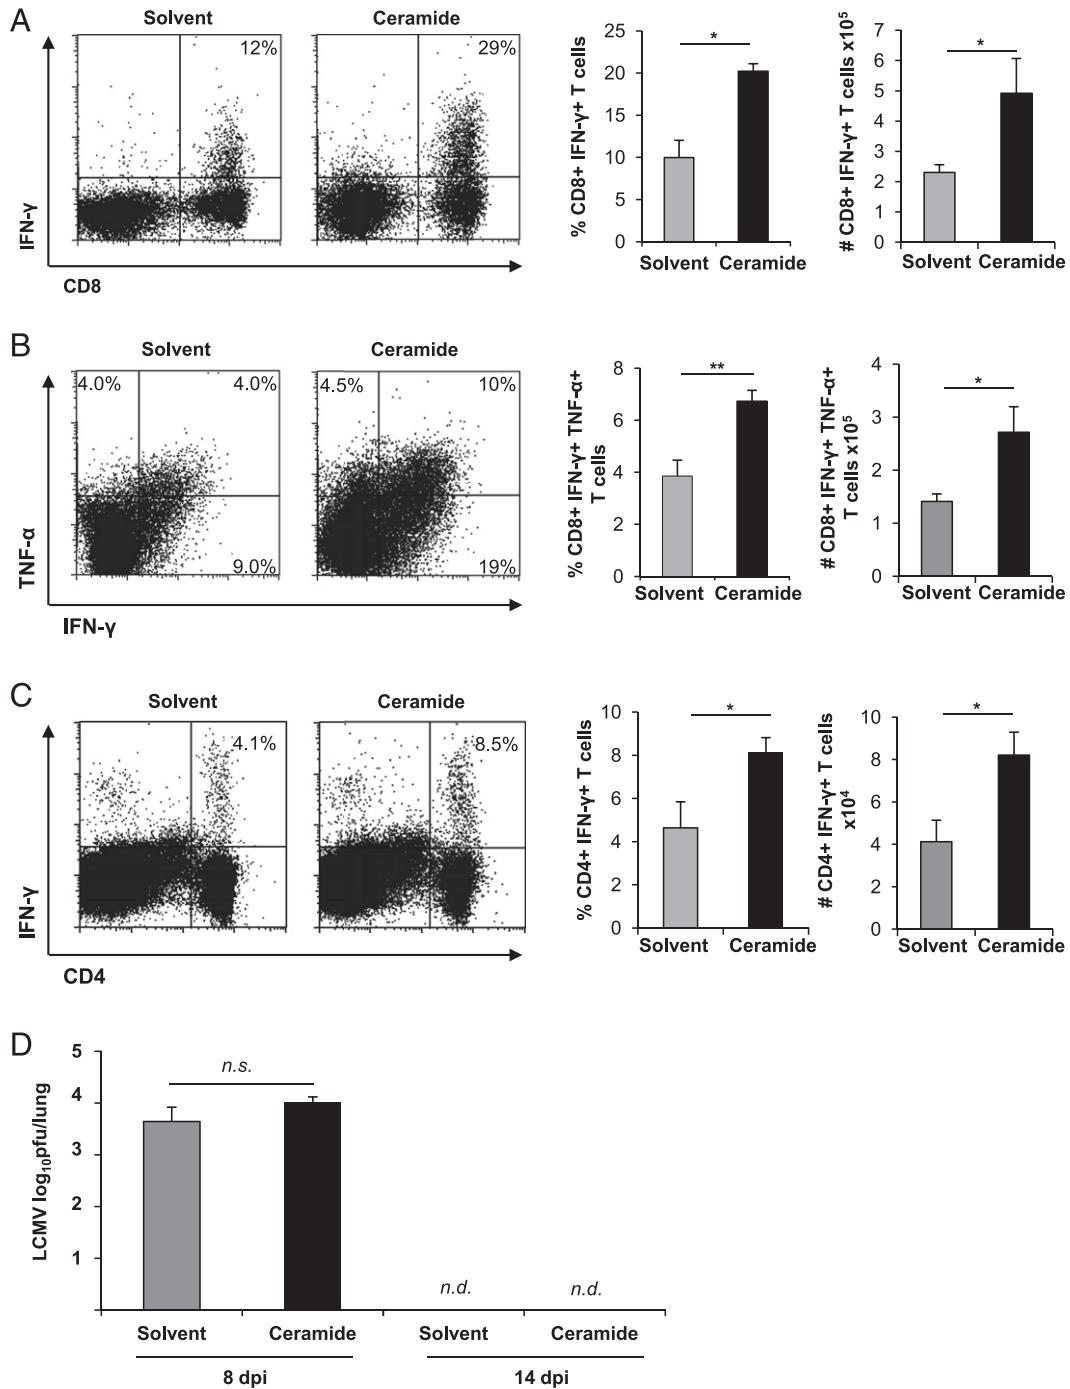 A
Solvent
Ceramide
12%
29%
IFN-γ
CD8
% CD8+ IFN-γ+ T cells
25
20
15
10
5
0
*
Solvent Ceramide
# CD8+ IFN-γ+ T cells x10⁵
7
6
5
4
3
2
1
0
*
Solvent Ceramide
B
Solvent
Ceramide
4.0%
4.0%
9.0%
4.5%
10%
19%
TNF-α
IFN-γ
% CD8+ IFN-γ+ TNF-α+
T cells
8
6
4
2
0
**
Solvent Ceramide
# CD8+ IFN-γ+ TNF-α+
T cells x10⁵
4
3
2
1
0
*
Solvent Ceramide
C
Solvent
Ceramide
4.1%
8.5%
IFN-γ
CD4
% CD4+ IFN-γ+ T cells
10
8
6
4
2
0
*
Solvent Ceramide
# CD4+ IFN-γ+ T cells
x10⁴
10
8
6
4
2
0
*
Solvent Ceramide
D
LCMV log₁₀pfu/lung
5
4
3
2
1
n.s.
n.d.
n.d.
Solvent Ceramide Solvent Ceramide
8 dpi 14 dpi